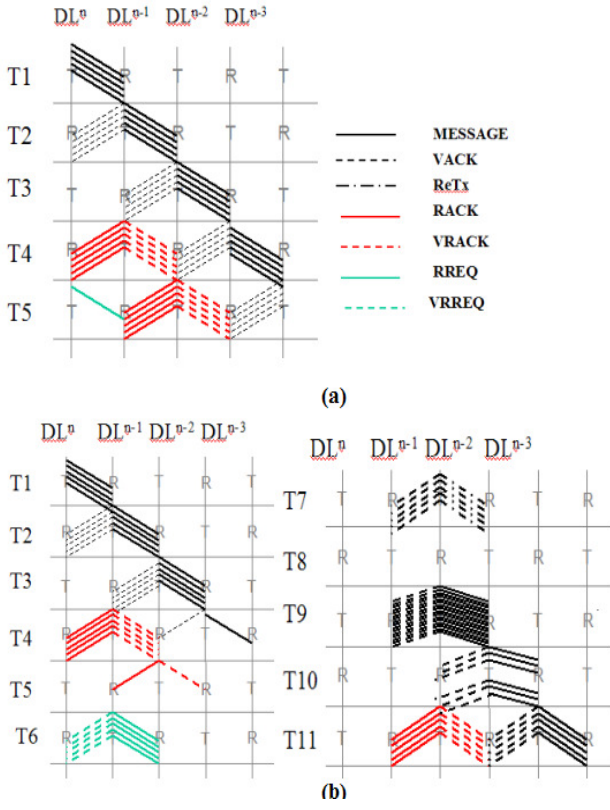 DLⁿ DLⁿ⁻¹ DLⁿ⁻² DLⁿ⁻³
T1 T R T R T
T2 R T R T R
T3 T R T R T
T4 R T R T R
T5 T R T R T
MESSAGE
VACK
ReTx
RACK
VRACK
RREQ
VRREQ
(a)
DLⁿ DLⁿ⁻¹ DLⁿ⁻² DLⁿ⁻³
T1 T R T R T
T2 R T R T R
T3 T R T R T
T4 R T R T R
T5 T R T R T
T6 R T R T R
DLⁿ DLⁿ⁻¹ DLⁿ⁻² DLⁿ⁻³
T7 T R T R T R
T8 R T R T R T
T9 T R T R T R
T10 R T R T R T
T11 T R T R T R
(b)